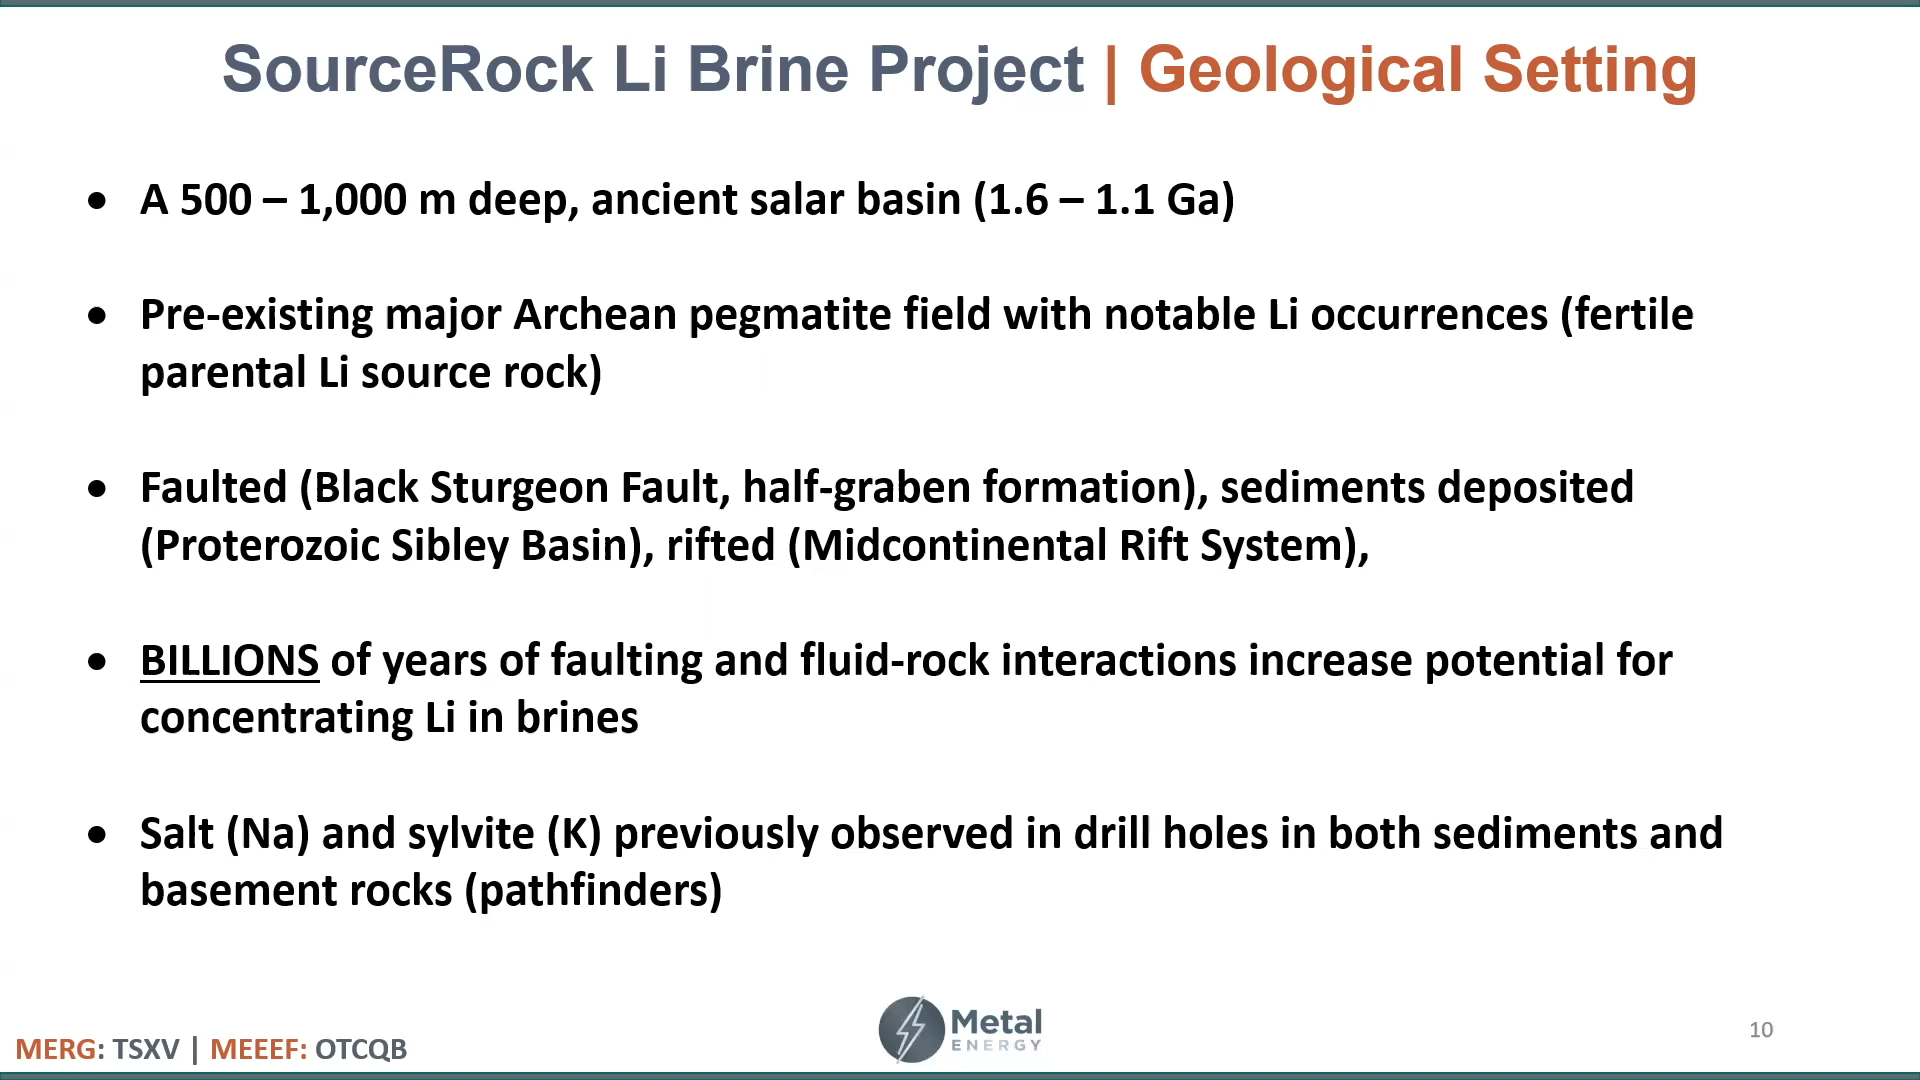 SourceRock Li Brine Project | Geological Setting
• A 500 – 1,000 m deep, ancient salar basin (1.6 – 1.1 Ga)
• Pre-existing major Archean pegmatite field with notable Li occurrences (fertile
parental Li source rock)
• Faulted (Black Sturgeon Fault, half-graben formation), sediments deposited
(Proterozoic Sibley Basin), rifted (Midcontinental Rift System),
• BILLIONS of years of faulting and fluid-rock interactions increase potential for
concentrating Li in brines
• Salt (Na) and sylvite (K) previously observed in drill holes in both sediments and
basement rocks (pathfinders)
MERG: TSXV | MEEEF: OTCQB
Metal
ENERGY
10